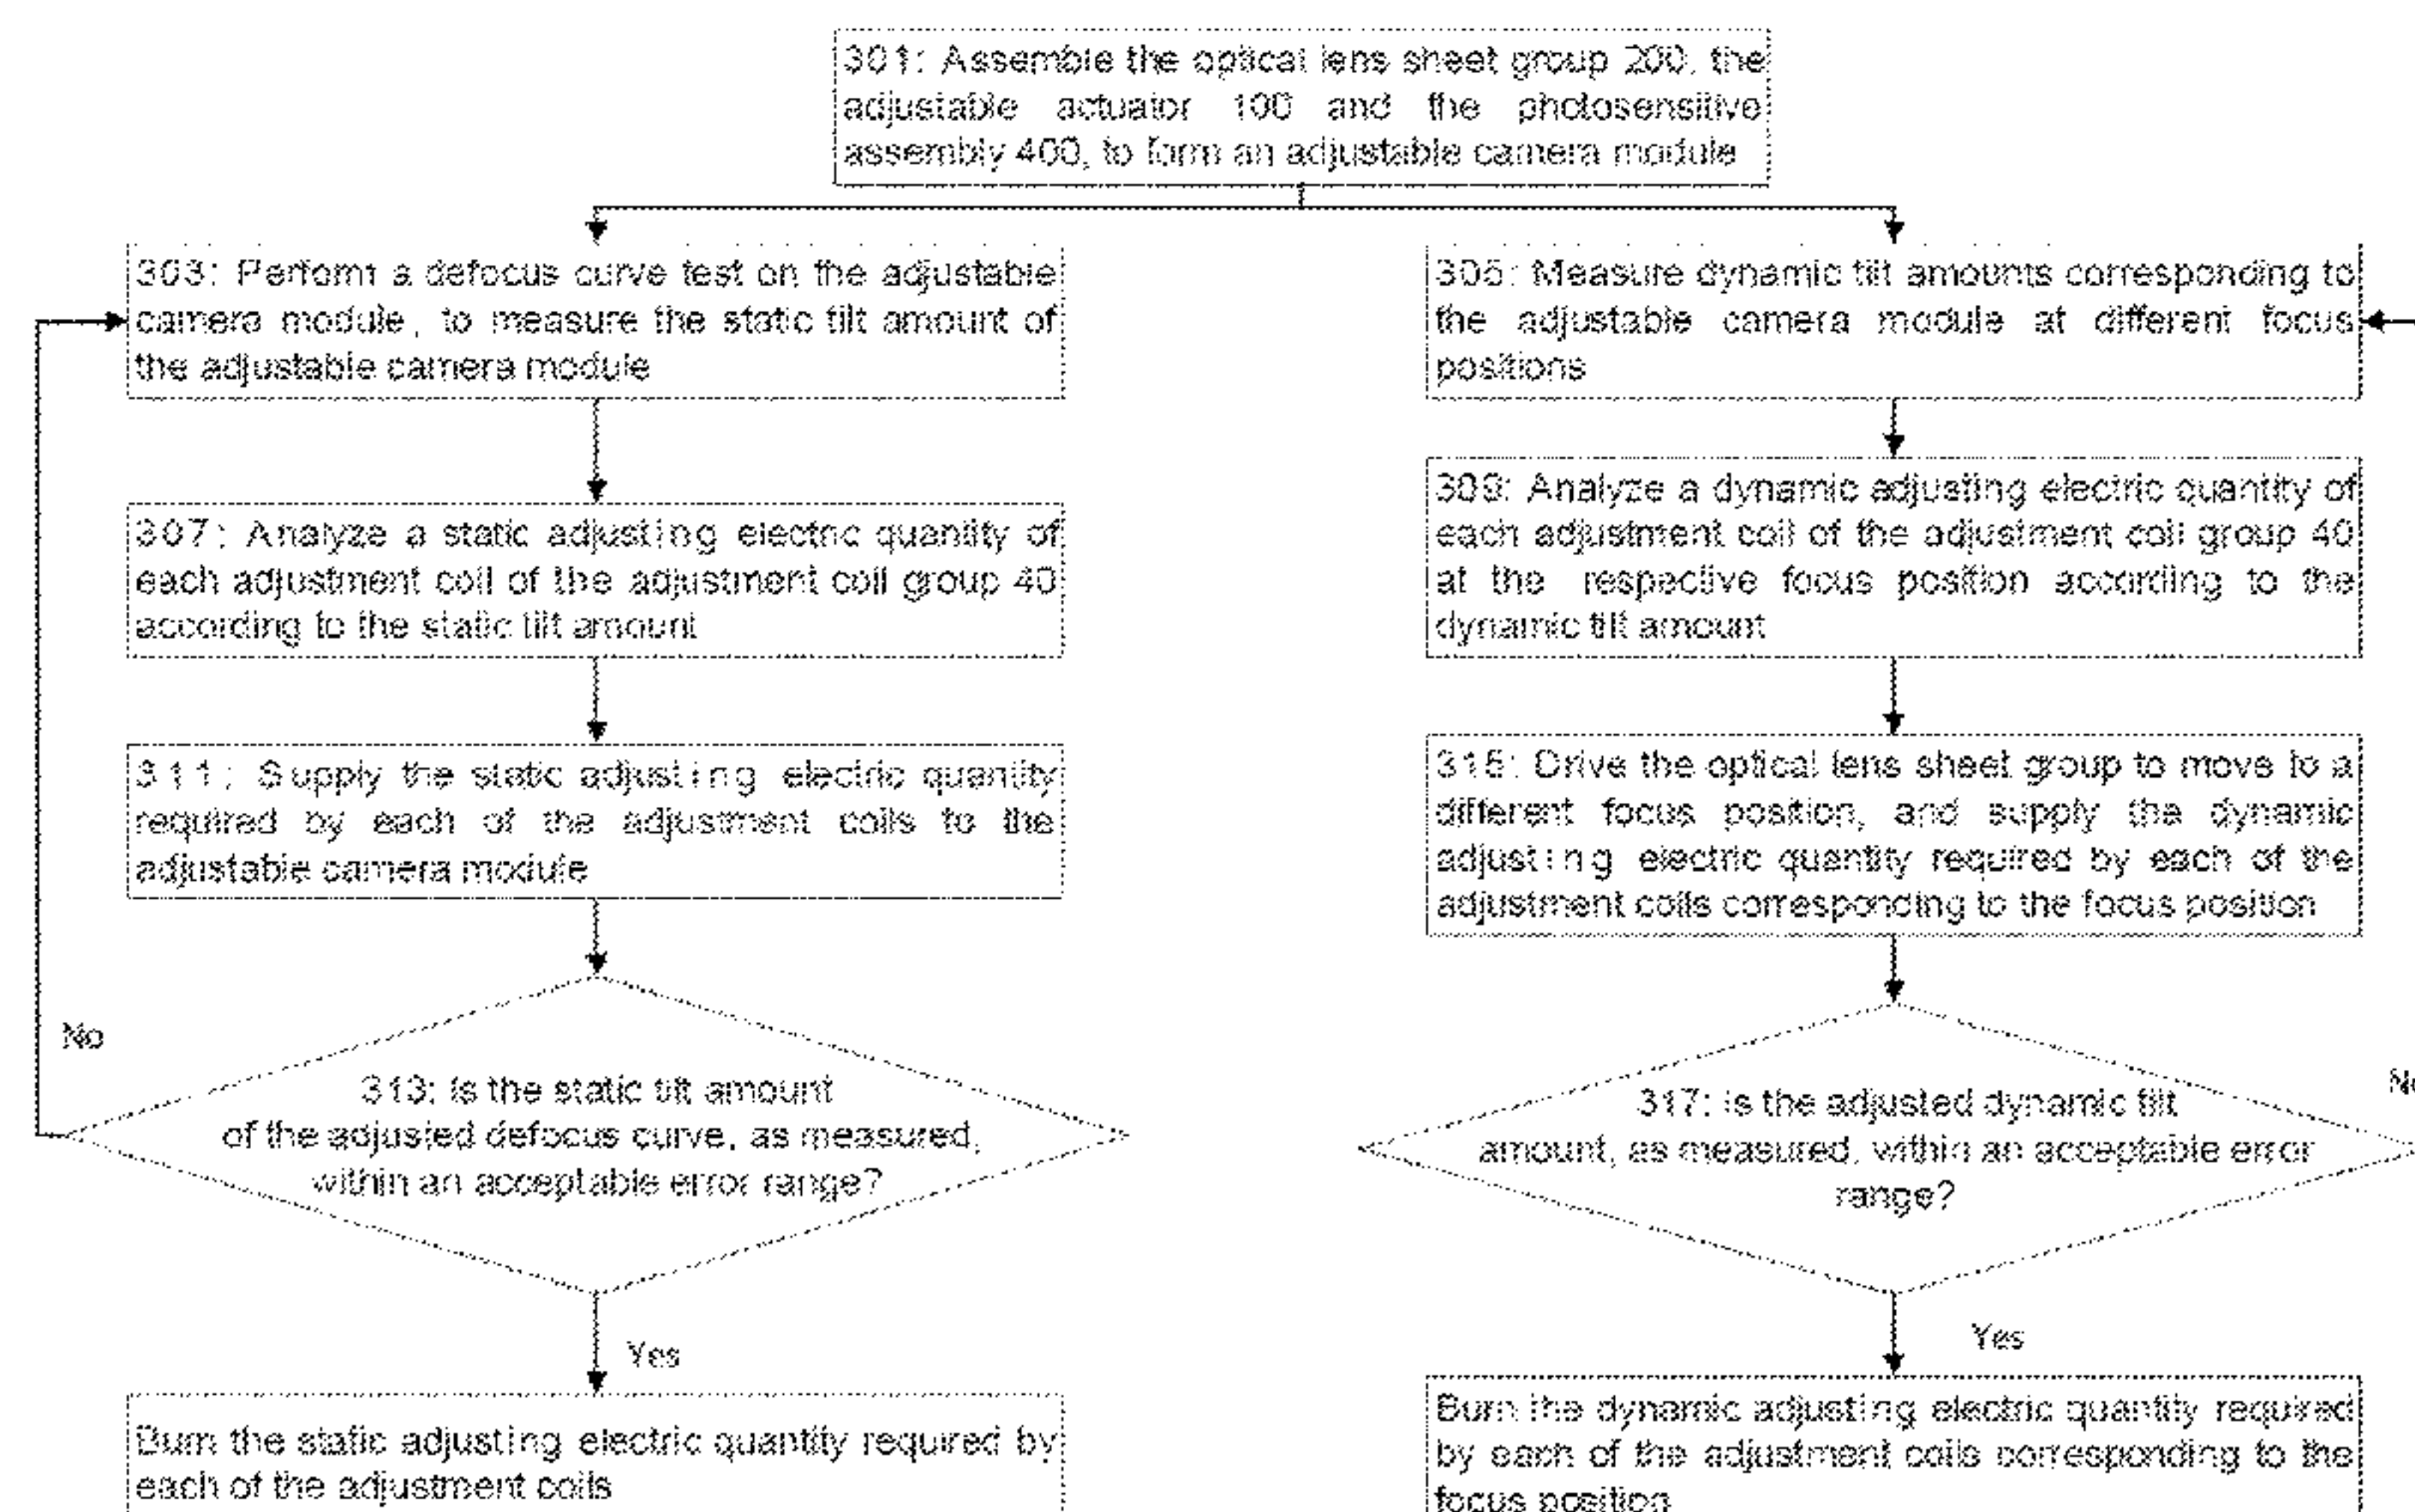 301: Assemble the optical lens sheet group 200, the
adjustable actuator 100 and the photosensitive
assembly 400, to form an adjustable camera module
303: Perform a defocus curve test on the adjustable
camera module, to measure the static tilt amount of
the adjustable camera module
305: Measure dynamic tilt amounts corresponding to
the adjustable camera module at different focus
positions
307: Analyze a static adjusting electric quantity of
each adjustment coil of the adjustment coil group 40
according to the static tilt amount
309: Analyze a dynamic adjusting electric quantity of
each adjustment coil of the adjustment coil group 40
at the respective focus position according to the
dynamic tilt amount
311: Supply the static adjusting electric quantity
required by each of the adjustment coils to the
adjustable camera module
315: Drive the optical lens sheet group to move to a
different focus position, and supply the dynamic
adjusting electric quantity required by each of the
adjustment coils corresponding to the focus position
No
313: Is the static tilt amount
of the adjusted defocus curve, as measured,
within an acceptable error range?
No
317: Is the adjusted dynamic tilt
amount, as measured, within an acceptable error
range?
Yes
Yes
Burn the static adjusting electric quantity required by
each of the adjustment coils
Burn the dynamic adjusting electric quantity required
by each of the adjustment coils corresponding to the
focus position